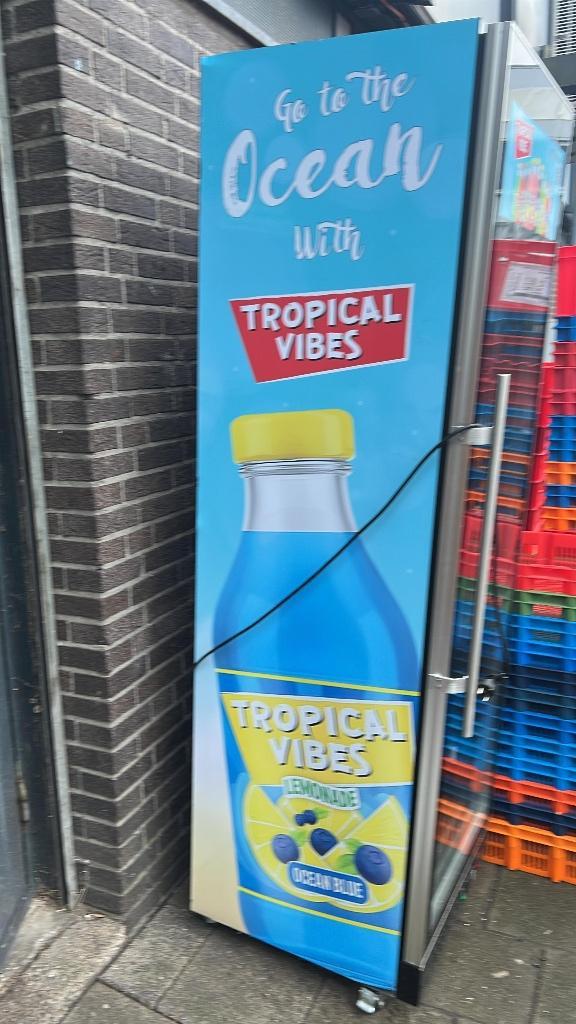 Go to the
Ocean
With
TROPICAL
VIBES
TROPICAL
VIBES
LEMONADE
OCEAN BLUE